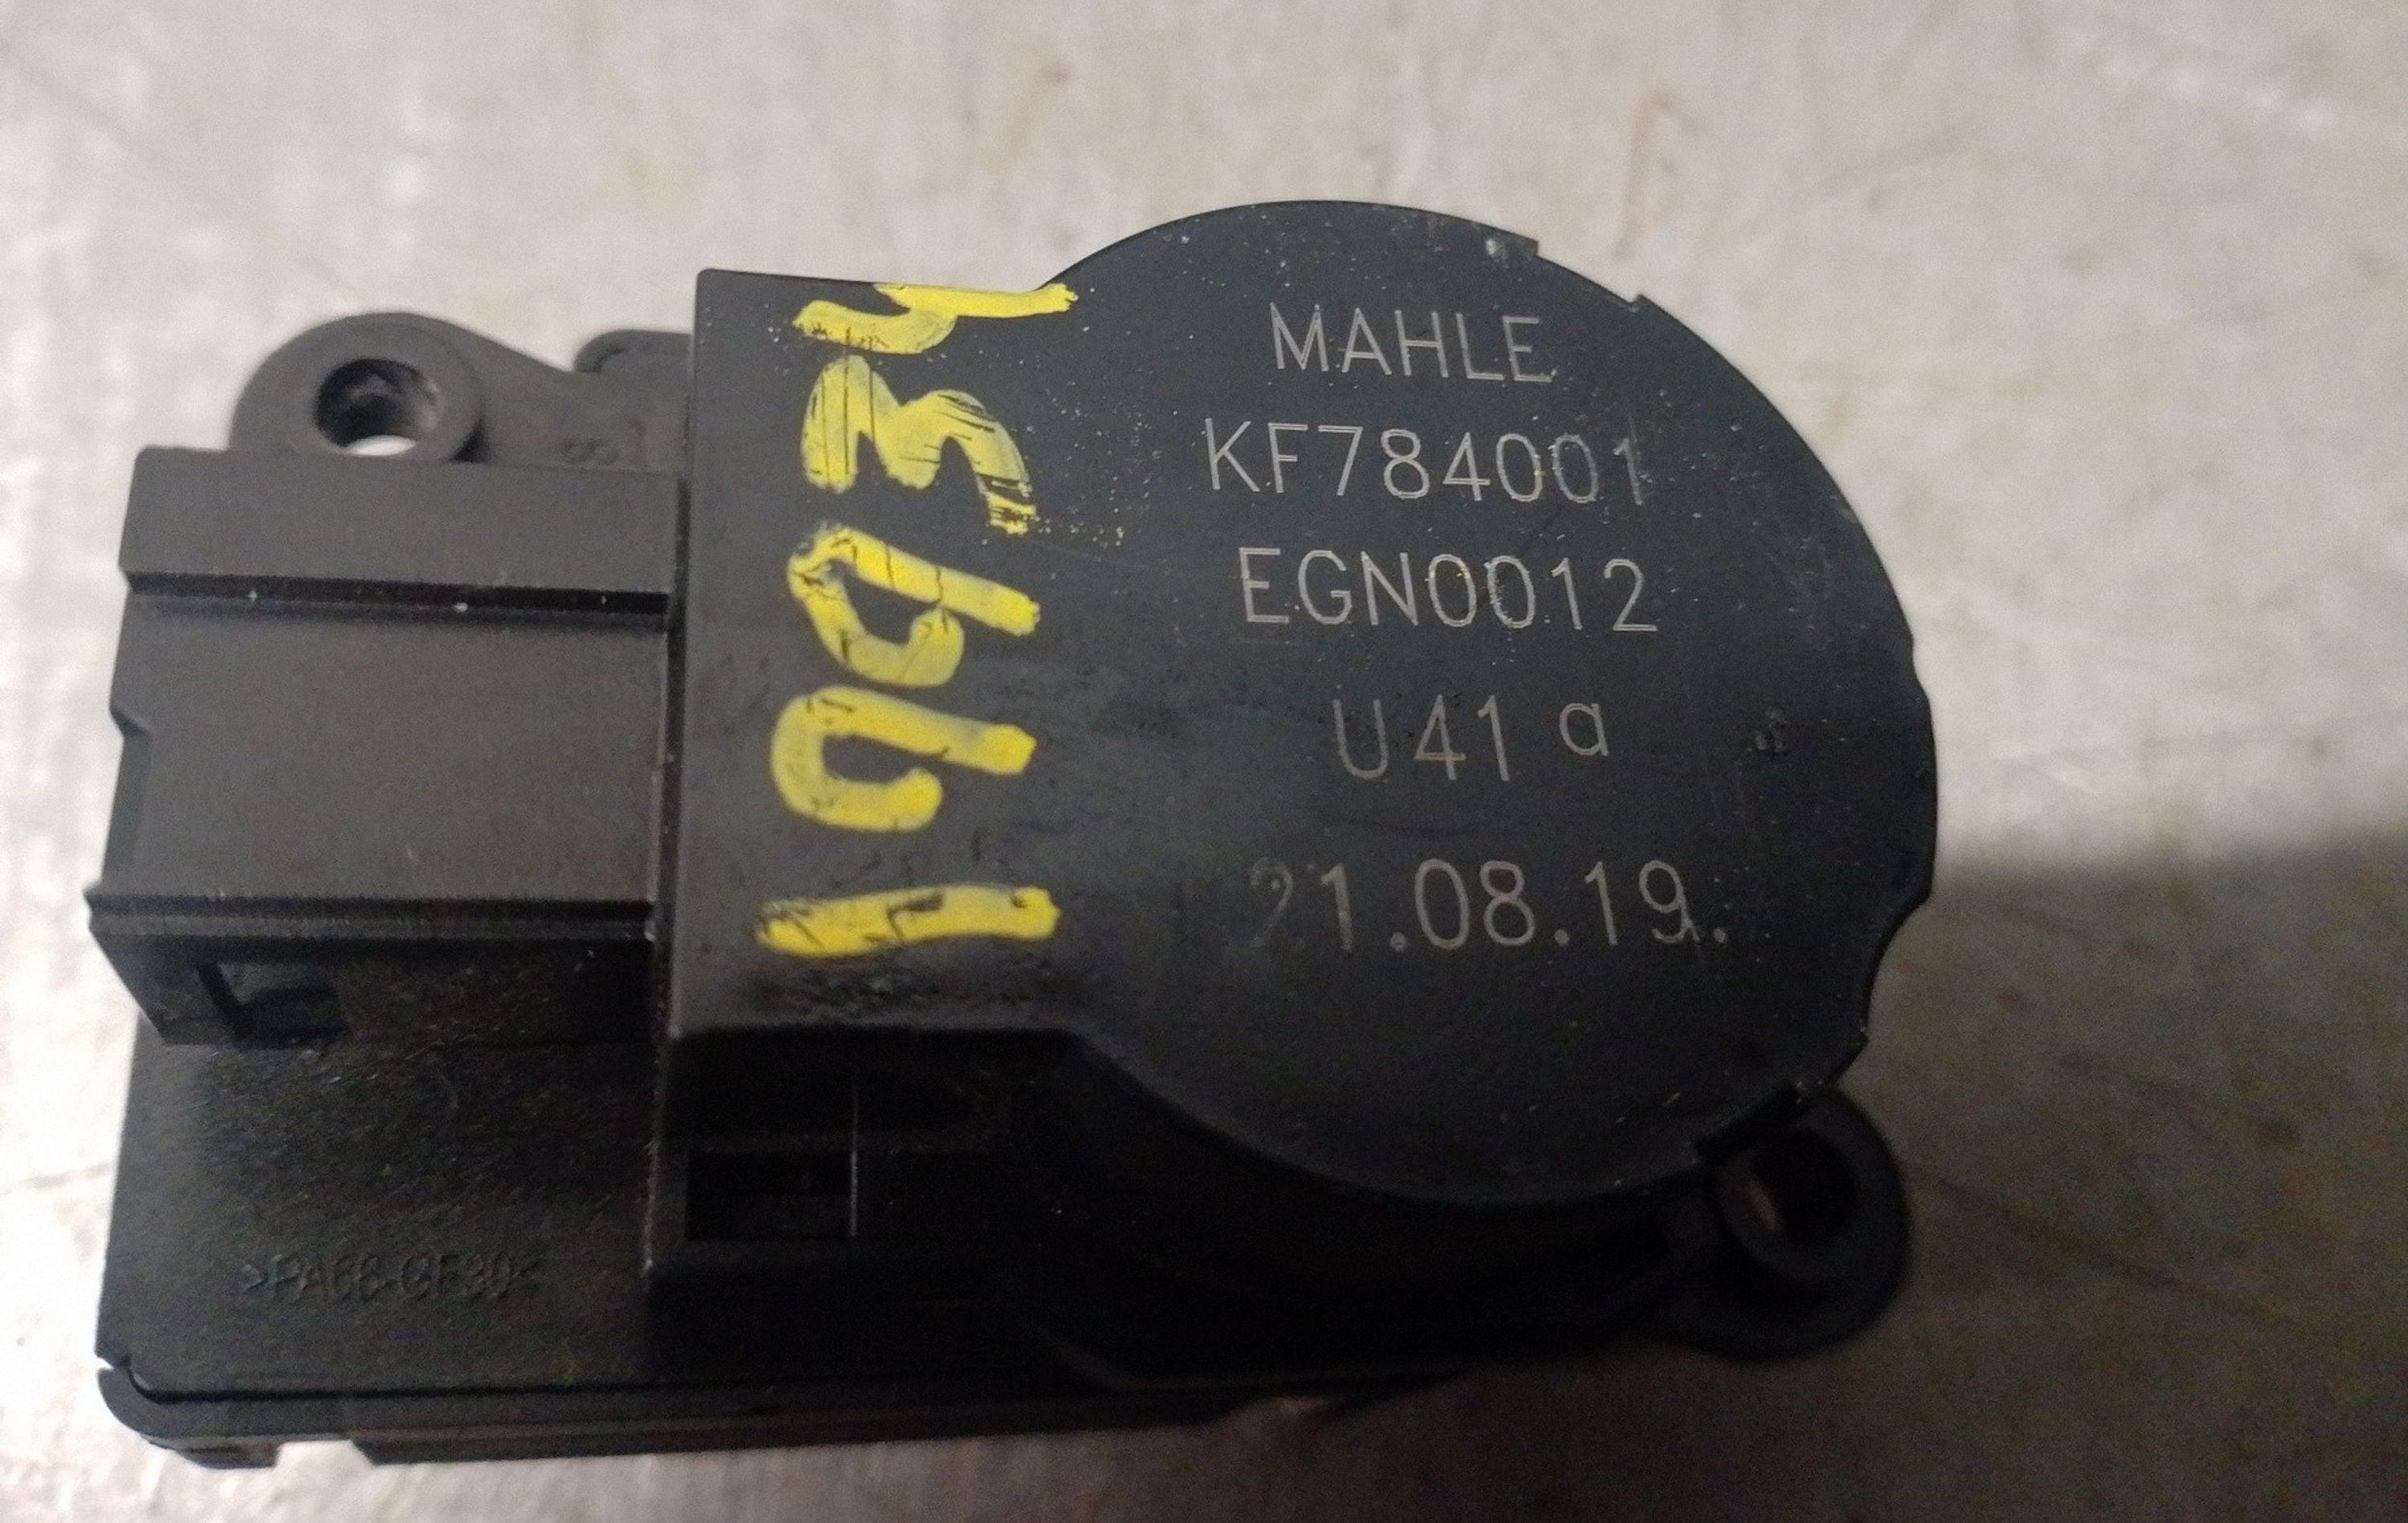 MAHLE
KF784001
EGN0012
U41 a
21.08.19.
19934
>PA66-GF30<